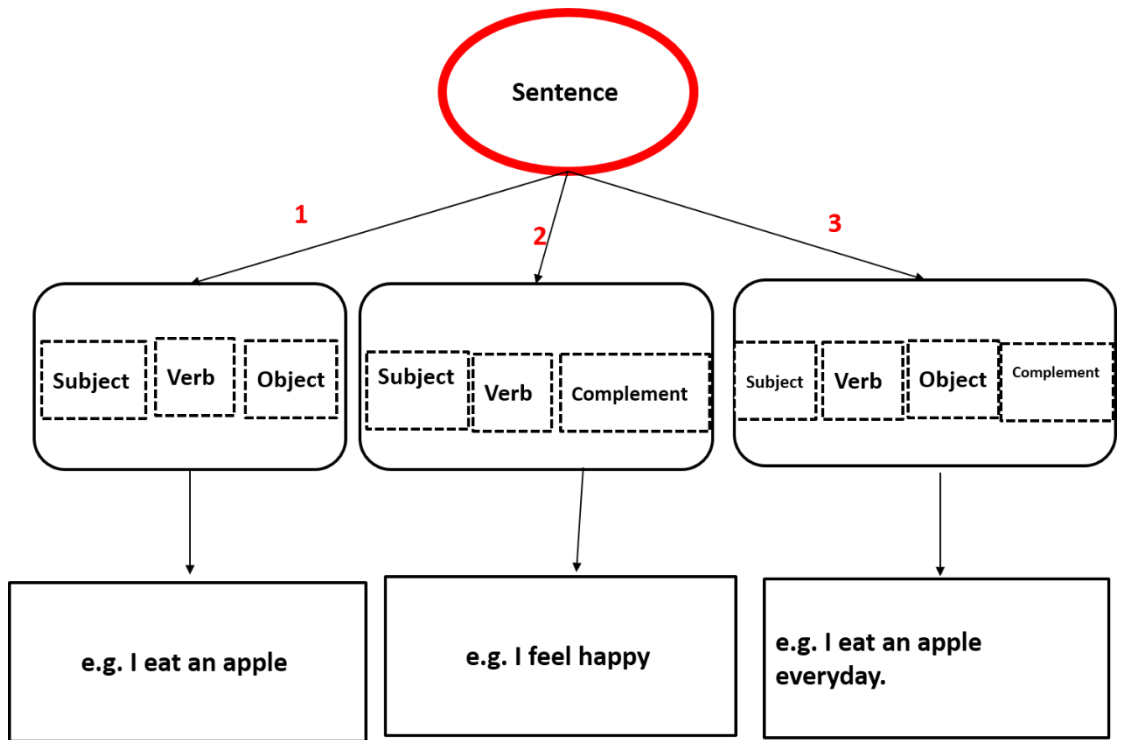 Sentence
1
2
3
Subject
Verb
Object
Subject
Verb
Complement
Subject
Verb
Object
Complement
e.g. I eat an apple
e.g. I feel happy
e.g. I eat an apple
everyday.